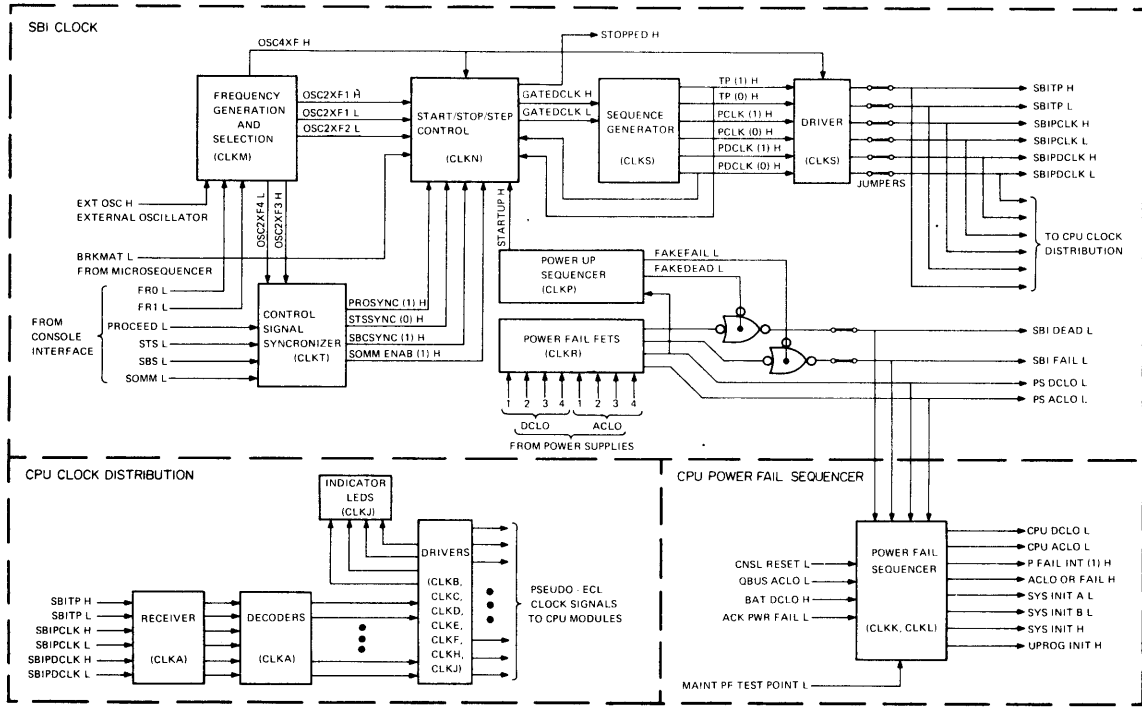 SBI CLOCK
OSC4XF H
STOPPED H
FREQUENCY
GENERATION
AND
SELECTION
(CLKM)
OSC2XF1 H
OSC2XF1 L
OSC2XF2 L
START/STOP/STEP
CONTROL
(CLKN)
GATEDCLK H
GATEDCLK L
SEQUENCE
GENERATOR
(CLKS)
TP (1) H
TP (0) H
PCLK (1) H
PCLK (0) H
PDCLK (1) H
PDCLK (0) H
DRIVER
(CLKS)
JUMPERS
SBITP H
SBITP L
SBIPCLK H
SBIPCLK L
SBIPDCLK H
SBIPDCLK L
TO CPU CLOCK
DISTRIBUTION
EXT OSC H
EXTERNAL OSCILLATOR
OSC2XF4 L
OSC2XF3 H
BRKMAT L
FROM MICROSEQUENCER
STARTUP H
FROM
CONSOLE
INTERFACE
FR0 L
FR1 L
PROCEED L
STS L
SBS L
SOMM L
CONTROL
SIGNAL
SYNCRONIZER
(CLKT)
PROSYNC (1) H
STSSYNC (0) H
SBCSYNC (1) H
SOMM ENAB (1) H
POWER UP
SEQUENCER
(CLKP)
FAKEFAIL L
FAKEDEAD L
POWER FAIL FETS
(CLKR)
1 2 3 4 1 2 3 4
DCLO ACLO
FROM POWER SUPPLIES
SBI DEAD L
SBI FAIL L
PS DCLO L
PS ACLO L
CPU CLOCK DISTRIBUTION
INDICATOR
LEDS
(CLKJ)
SBITP H
SBITP L
SBIPCLK H
SBIPCLK L
SBIPDCLK H
SBIPDCLK L
RECEIVER
(CLKA)
DECODERS
(CLKA)
DRIVERS
(CLKB,
CLKC,
CLKD,
CLKE,
CLKF,
CLKH,
CLKJ)
PSEUDO - ECL
CLOCK SIGNALS
TO CPU MODULES
CPU POWER FAIL SEQUENCER
CNSL RESET L
QBUS ACLO L
BAT DCLO H
ACK PWR FAIL L
POWER FAIL
SEQUENCER
(CLKK, CLKL)
CPU DCLO L
CPU ACLO L
P FAIL INT (1) H
ACLO OR FAIL H
SYS INIT A L
SYS INIT B L
SYS INIT H
UPROG INIT H
MAINT PF TEST POINT L